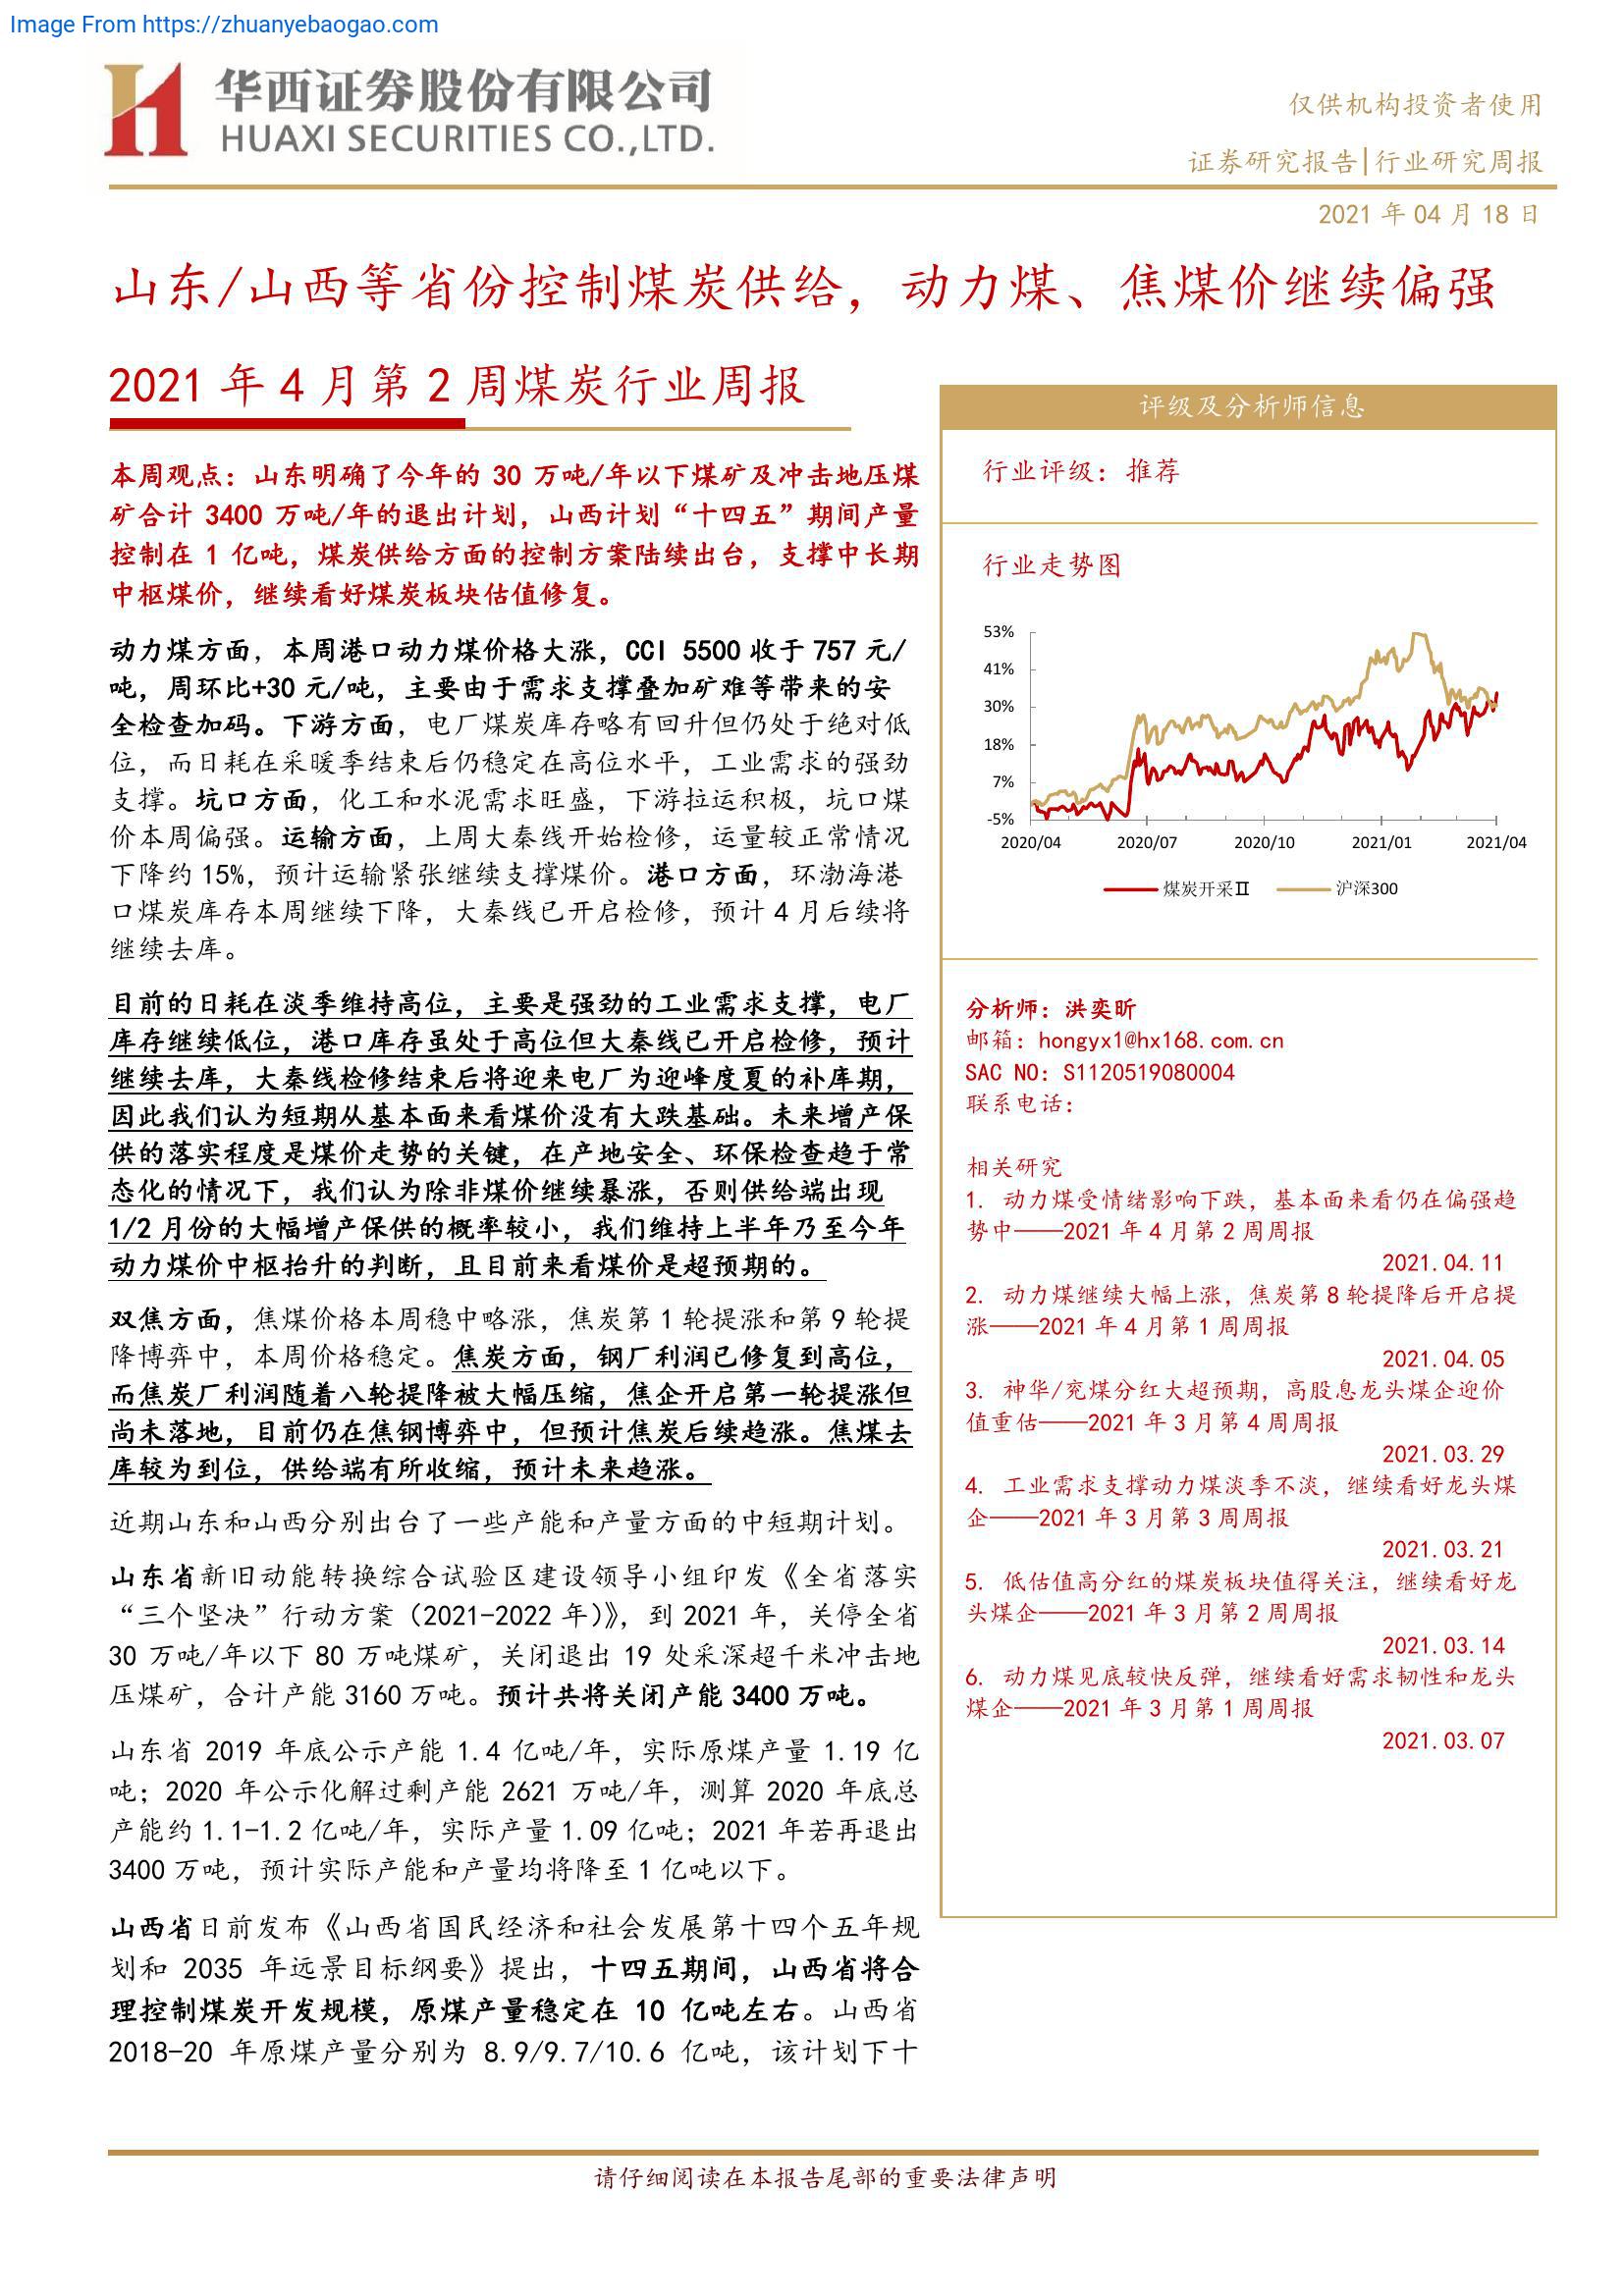 Image From https://zhuanyebaogao.com
华西证券股份有限公司
HUAXI SECURITIES CO.,LTD.
仅供机构投资者使用
证券研究报告|行业研究周报
2021 年 04 月 18 日
山东/山西等省份控制煤炭供给，动力煤、焦煤价继续偏强
2021 年 4 月第 2 周煤炭行业周报
本周观点：山东明确了今年的 30 万吨/年以下煤矿及冲击地压煤
矿合计 3400 万吨/年的退出计划，山西计划“十四五”期间产量
控制在 1 亿吨，煤炭供给方面的控制方案陆续出台，支撑中长期
中枢煤价，继续看好煤炭板块估值修复。
动力煤方面，本周港口动力煤价格大涨，CCI 5500 收于 757 元/
吨，周环比+30 元/吨，主要由于需求支撑叠加矿难等带来的安
全检查加码。下游方面，电厂煤炭库存略有回升但仍处于绝对低
位，而日耗在采暖季结束后仍稳定在高位水平，工业需求的强劲
支撑。坑口方面，化工和水泥需求旺盛，下游拉运积极，坑口煤
价本周偏强。运输方面，上周大秦线开始检修，运量较正常情况
下降约 15%，预计运输紧张继续支撑煤价。港口方面，环渤海港
口煤炭库存本周继续下降，大秦线已开启检修，预计 4 月后续将
继续去库。
目前的日耗在淡季维持高位，主要是强劲的工业需求支撑，电厂
库存继续低位，港口库存虽处于高位但大秦线已开启检修，预计
继续去库，大秦线检修结束后将迎来电厂为迎峰度夏的补库期，
因此我们认为短期从基本面来看煤价没有大跌基础。未来增产保
供的落实程度是煤价走势的关键，在产地安全、环保检查趋于常
态化的情况下，我们认为除非煤价继续暴涨，否则供给端出现
1/2 月份的大幅增产保供的概率较小，我们维持上半年乃至今年
动力煤价中枢抬升的判断，且目前来看煤价是超预期的。
双焦方面，焦煤价格本周稳中略涨，焦炭第 1 轮提涨和第 9 轮提
降博弈中，本周价格稳定。焦炭方面，钢厂利润已修复到高位，
而焦炭厂利润随着八轮提降被大幅压缩，焦企开启第一轮提涨但
尚未落地，目前仍在焦钢博弈中，但预计焦炭后续趋涨。焦煤去
库较为到位，供给端有所收缩，预计未来趋涨。
近期山东和山西分别出台了一些产能和产量方面的中短期计划。
山东省新旧动能转换综合试验区建设领导小组印发《全省落实
“三个坚决”行动方案（2021-2022 年）》，到 2021 年，关停全省
30 万吨/年以下 80 万吨煤矿，关闭退出 19 处采深超千米冲击地
压煤矿，合计产能 3160 万吨。预计共将关闭产能 3400 万吨。
山东省 2019 年底公示产能 1.4 亿吨/年，实际原煤产量 1.19 亿
吨；2020 年公示化解过剩产能 2621 万吨/年，测算 2020 年底总
产能约 1.1-1.2 亿吨/年，实际产量 1.09 亿吨；2021 年若再退出
3400 万吨，预计实际产能和产量均将降至 1 亿吨以下。
山西省日前发布《山西省国民经济和社会发展第十四个五年规
划和 2035 年远景目标纲要》提出，十四五期间，山西省将合
理控制煤炭开发规模，原煤产量稳定在 10 亿吨左右。山西省
2018-20 年原煤产量分别为 8.9/9.7/10.6 亿吨，该计划下十
评级及分析师信息
行业评级：推荐
行业走势图
53%
41%
30%
18%
7%
-5%
2020/04 2020/07 2020/10 2021/01 2021/04
煤炭开采Ⅱ 沪深300
分析师：洪奕昕
邮箱：hongyx1@hx168.com.cn
SAC NO：S1120519080004
联系电话：
相关研究
1. 动力煤受情绪影响下跌，基本面来看仍在偏强趋
势中——2021 年 4 月第 2 周周报
2021.04.11
2. 动力煤继续大幅上涨，焦炭第 8 轮提降后开启提
涨——2021 年 4 月第 1 周周报
2021.04.05
3. 神华/兖煤分红大超预期，高股息龙头煤企迎价
值重估——2021 年 3 月第 4 周周报
2021.03.29
4. 工业需求支撑动力煤淡季不淡，继续看好龙头煤
企——2021 年 3 月第 3 周周报
2021.03.21
5. 低估值高分红的煤炭板块值得关注，继续看好龙
头煤企——2021 年 3 月第 2 周周报
2021.03.14
6. 动力煤见底较快反弹，继续看好需求韧性和龙头
煤企——2021 年 3 月第 1 周周报
2021.03.07
请仔细阅读在本报告尾部的重要法律声明